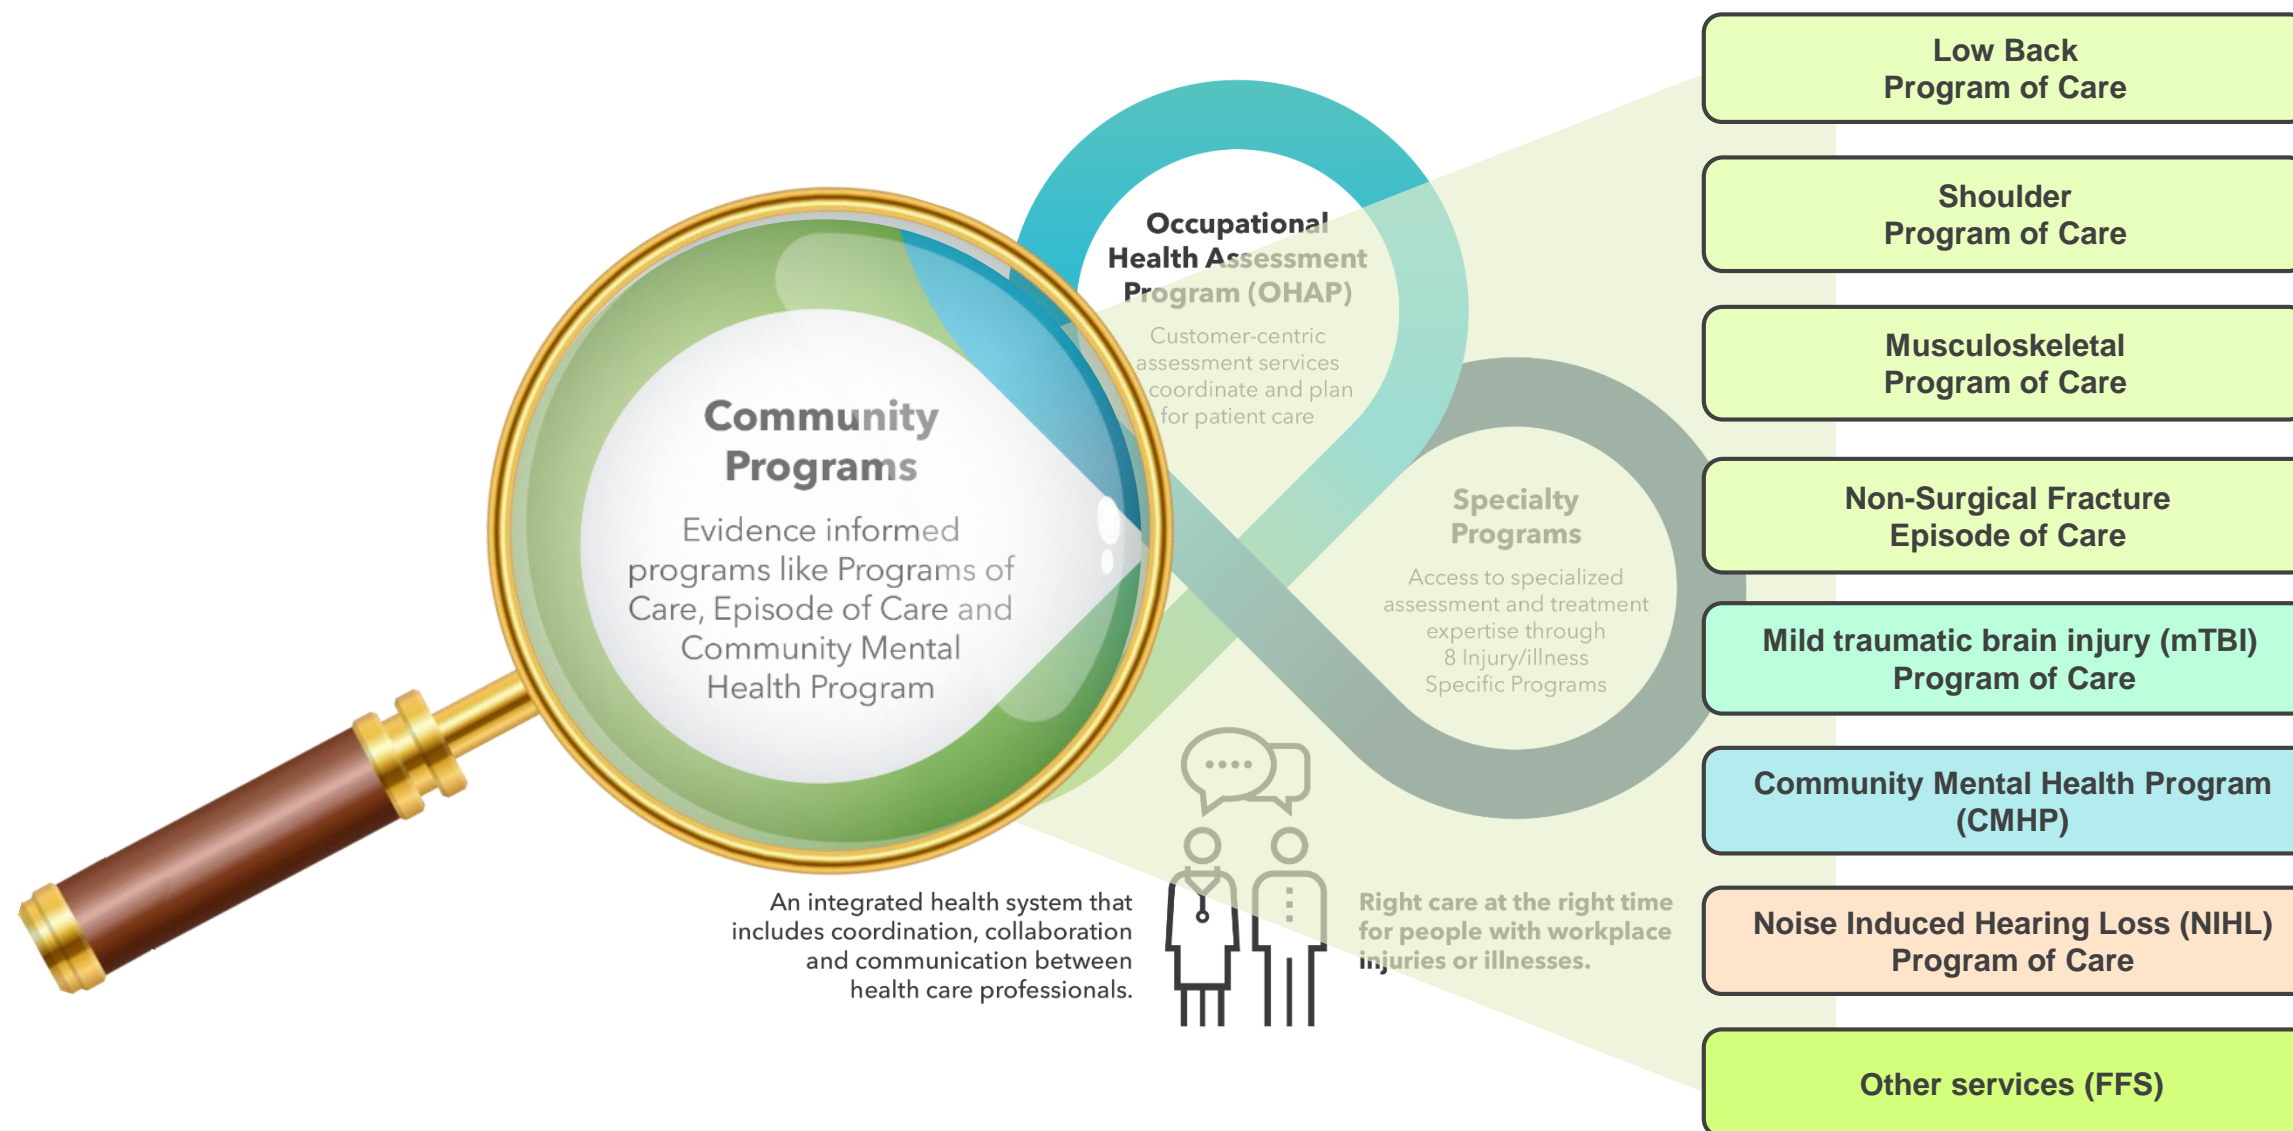 Community
Programs
Evidence informed
programs like Programs of
Care, Episode of Care and
Community Mental
Health Program
Occupational
Health Assessment
Program (OHAP)
Customer-centric
assessment services
coordinate and plan
for patient care
Specialty
Programs
Access to specialized
assessment and treatment
expertise through
8 Injury/illness
Specific Programs
An integrated health system that
includes coordination, collaboration
and communication between
health care professionals.
Right care at the right time
for people with workplace
injuries or illnesses.
Low Back
Program of Care
Shoulder
Program of Care
Musculoskeletal
Program of Care
Non-Surgical Fracture
Episode of Care
Mild traumatic brain injury (mTBI)
Program of Care
Community Mental Health Program
(CMHP)
Noise Induced Hearing Loss (NIHL)
Program of Care
Other services (FFS)